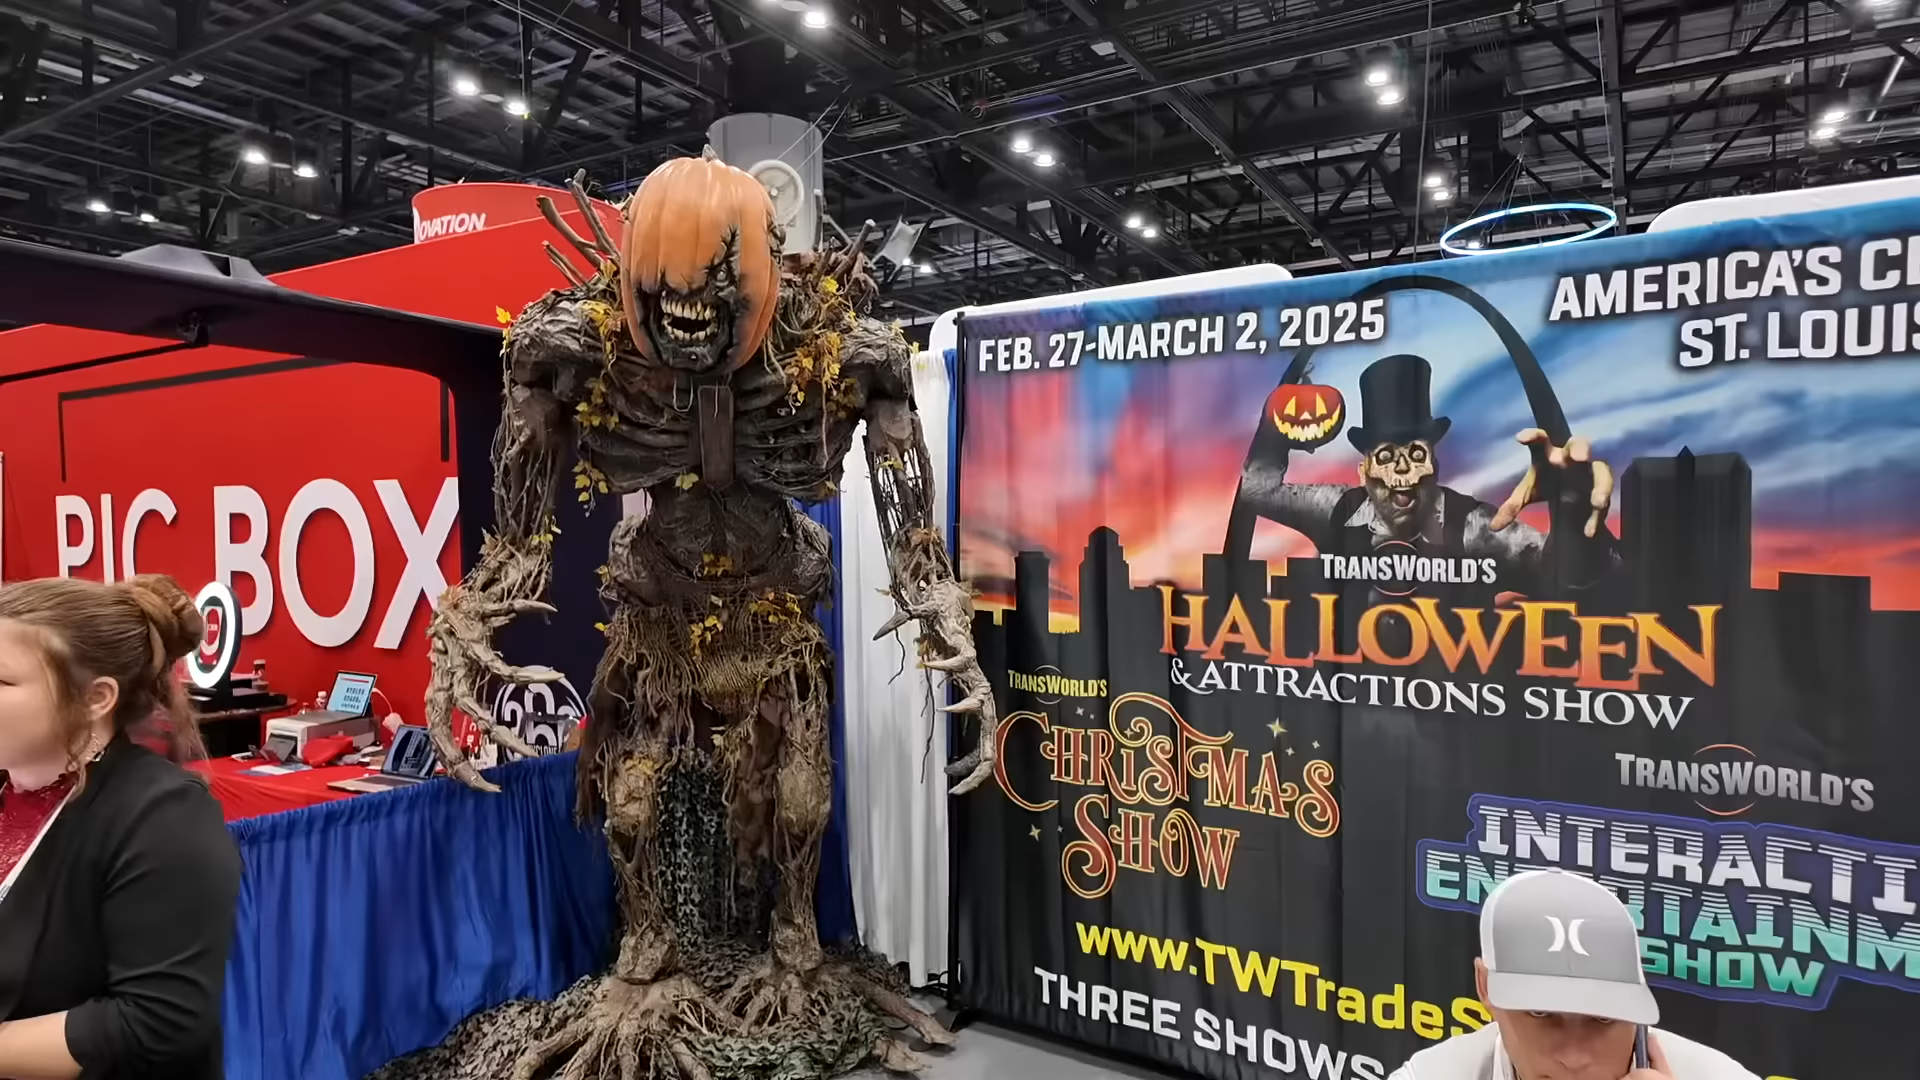 OVATION
PIC BOX
FEB. 27-MARCH 2, 2025
AMERICA'S C
ST. LOUIS
TRANSWORLD'S
HALLOWEEN
& ATTRACTIONS SHOW
TRANSWORLD'S
CHRISTMAS
SHOW
TRANSWORLD'S
INTERACTI
ENTERTAINM
SHOW
www.TWTradeS
THREE SHOWS